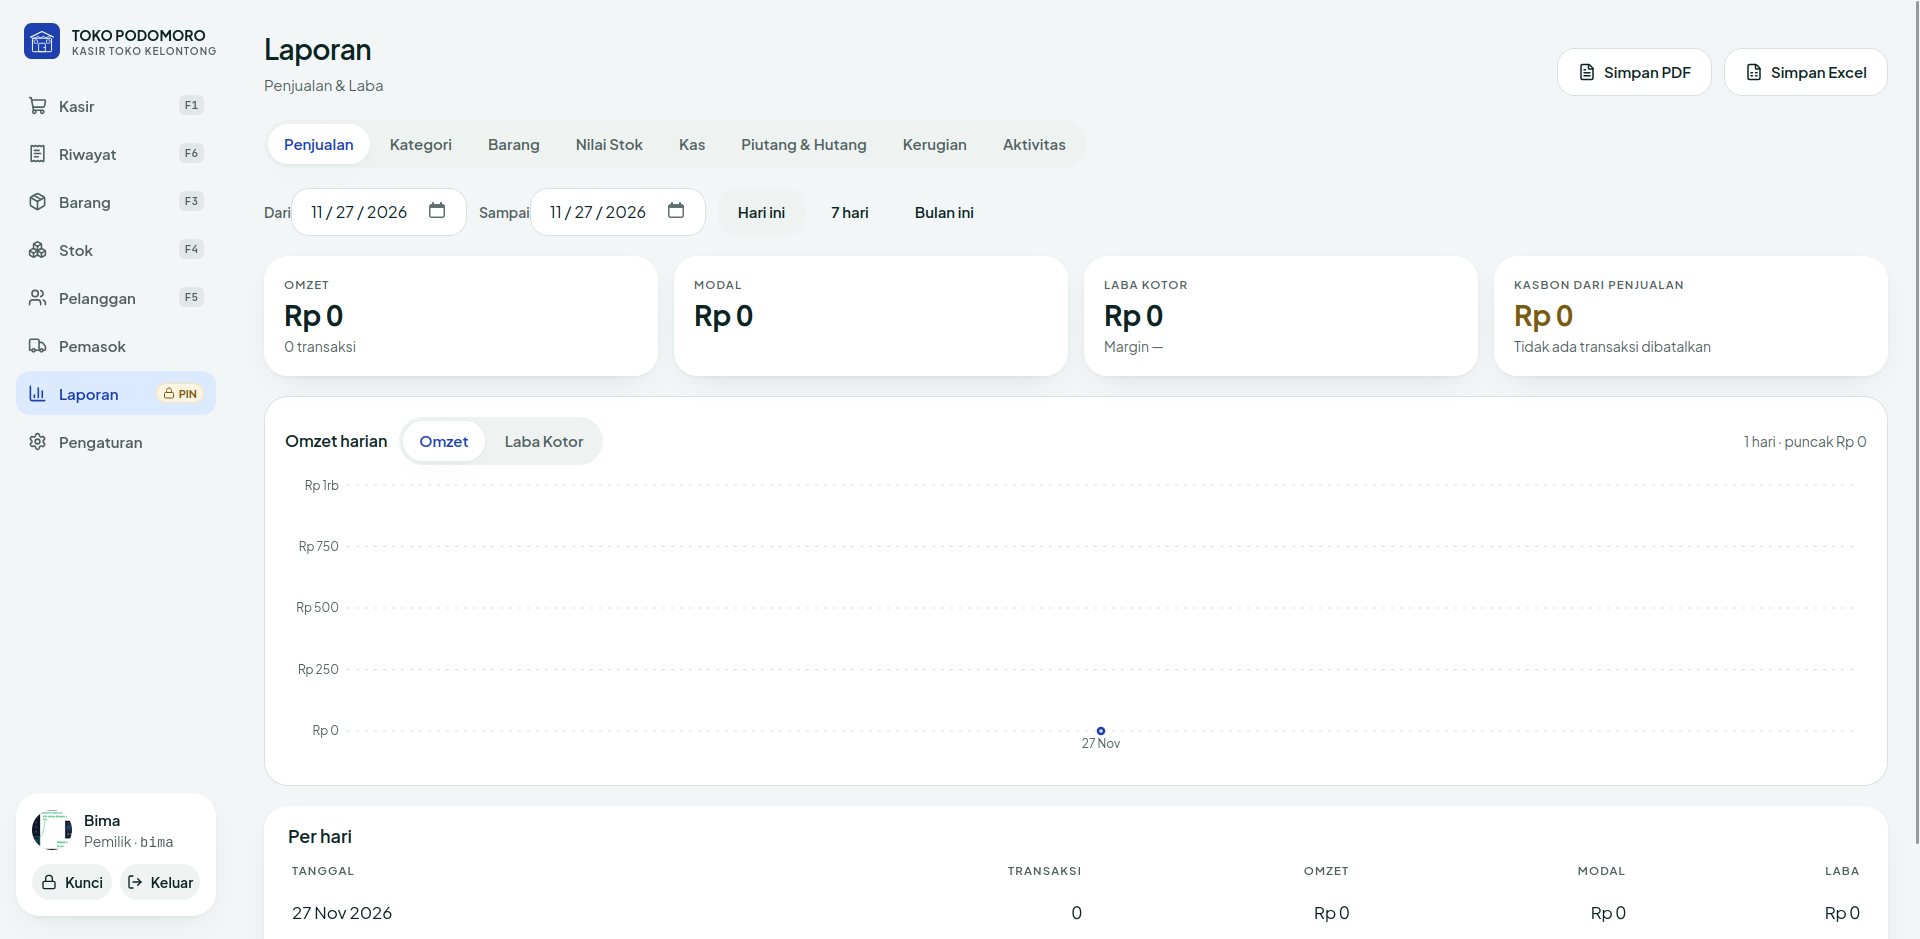 TOKO PODOMORO
KASIR TOKO KELONTONG
Kasir F1
Riwayat F6
Barang F3
Stok F4
Pelanggan F5
Pemasok
Laporan PIN
Pengaturan
Bima
Pemilik · bima
Kunci Keluar
Laporan
Penjualan & Laba
Simpan PDF Simpan Excel
Penjualan Kategori Barang Nilai Stok Kas Piutang & Hutang Kerugian Aktivitas
Dari 11 / 27 / 2026 Sampai 11 / 27 / 2026 Hari ini 7 hari Bulan ini
OMZET
Rp 0
0 transaksi
MODAL
Rp 0
LABA KOTOR
Rp 0
Margin —
KASBON DARI PENJUALAN
Rp 0
Tidak ada transaksi dibatalkan
Omzet harian Omzet Laba Kotor 1 hari · puncak Rp 0
Rp 1rb
Rp 750
Rp 500
Rp 250
Rp 0
27 Nov
Per hari
TANGGAL TRANSAKSI OMZET MODAL LABA
27 Nov 2026 0 Rp 0 Rp 0 Rp 0